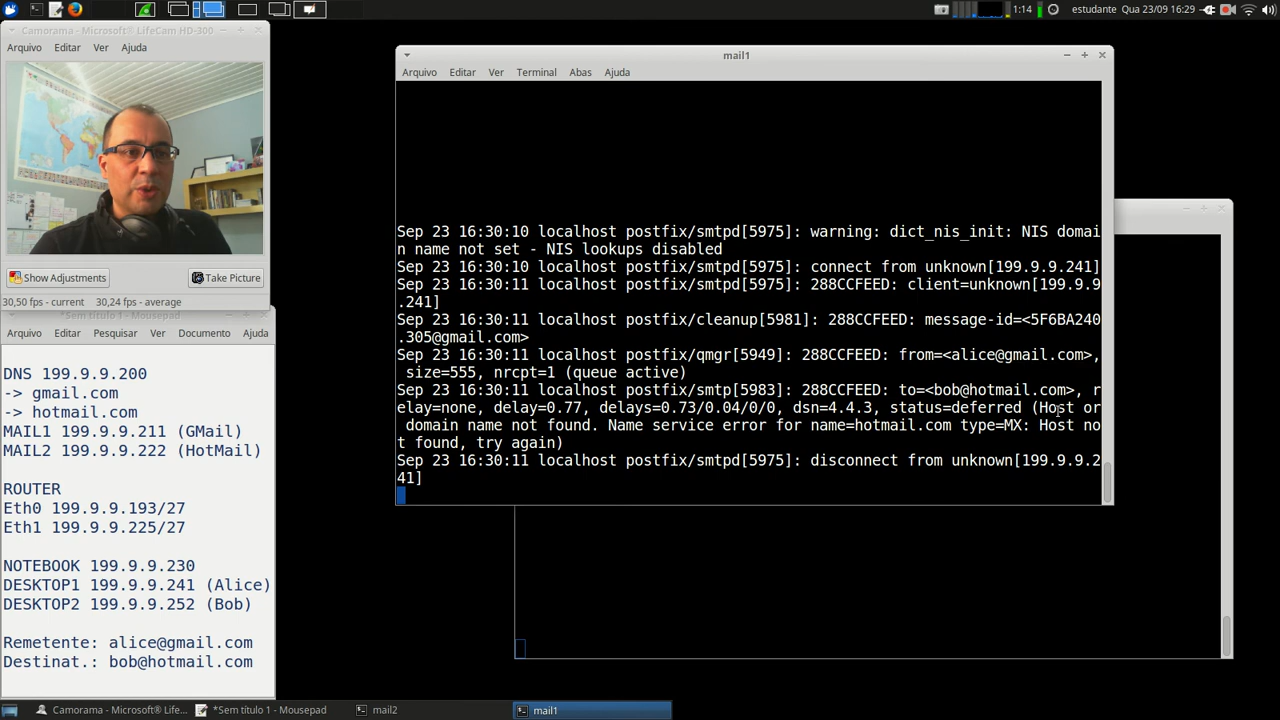 1:14
estudante
Qua 23/09 16:29
Camorama - Microsoft® LifeCam HD-300
Arquivo Editar Ver Ajuda
Show Adjustments
Take Picture
30,50 fps - current 30,24 fps - average
*Sem título 1 - Mousepad
Arquivo Editar Pesquisar Ver Documento Ajuda
DNS 199.9.9.200
-> gmail.com
-> hotmail.com
MAIL1 199.9.9.211 (GMail)
MAIL2 199.9.9.222 (HotMail)
ROUTER
Eth0 199.9.9.193/27
Eth1 199.9.9.225/27
NOTEBOOK 199.9.9.230
DESKTOP1 199.9.9.241 (Alice)
DESKTOP2 199.9.9.252 (Bob)
Remetente: alice@gmail.com
Destinat.: bob@hotmail.com
mail1
Arquivo Editar Ver Terminal Abas Ajuda
Sep 23 16:30:10 localhost postfix/smtpd[5975]: warning: dict_nis_init: NIS domai
n name not set - NIS lookups disabled
Sep 23 16:30:10 localhost postfix/smtpd[5975]: connect from unknown[199.9.9.241]
Sep 23 16:30:11 localhost postfix/smtpd[5975]: 288CCFEED: client=unknown[199.9.9
.241]
Sep 23 16:30:11 localhost postfix/cleanup[5981]: 288CCFEED: message-id=<5F6BA240
.305@gmail.com>
Sep 23 16:30:11 localhost postfix/qmgr[5949]: 288CCFEED: from=<alice@gmail.com>,
size=555, nrcpt=1 (queue active)
Sep 23 16:30:11 localhost postfix/smtp[5983]: 288CCFEED: to=<bob@hotmail.com>, r
elay=none, delay=0.77, delays=0.73/0.04/0/0, dsn=4.4.3, status=deferred (Host or
domain name not found. Name service error for name=hotmail.com type=MX: Host no
t found, try again)
Sep 23 16:30:11 localhost postfix/smtpd[5975]: disconnect from unknown[199.9.9.2
41]
Camorama - Microsoft® Life...
*Sem título 1 - Mousepad
mail2
mail1